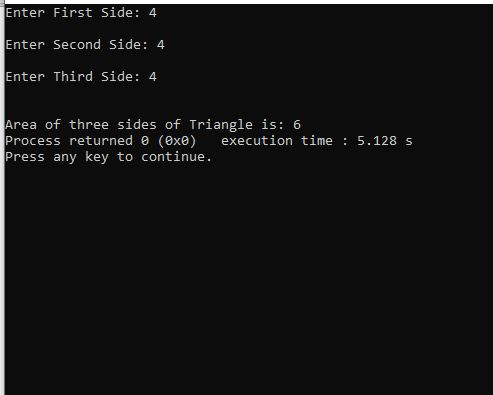 Enter First Side: 4
Enter Second Side: 4
Enter Third Side: 4
Area of three sides of Triangle is: 6
Process returned 0 (0x0)   execution time : 5.128 s
Press any key to continue.